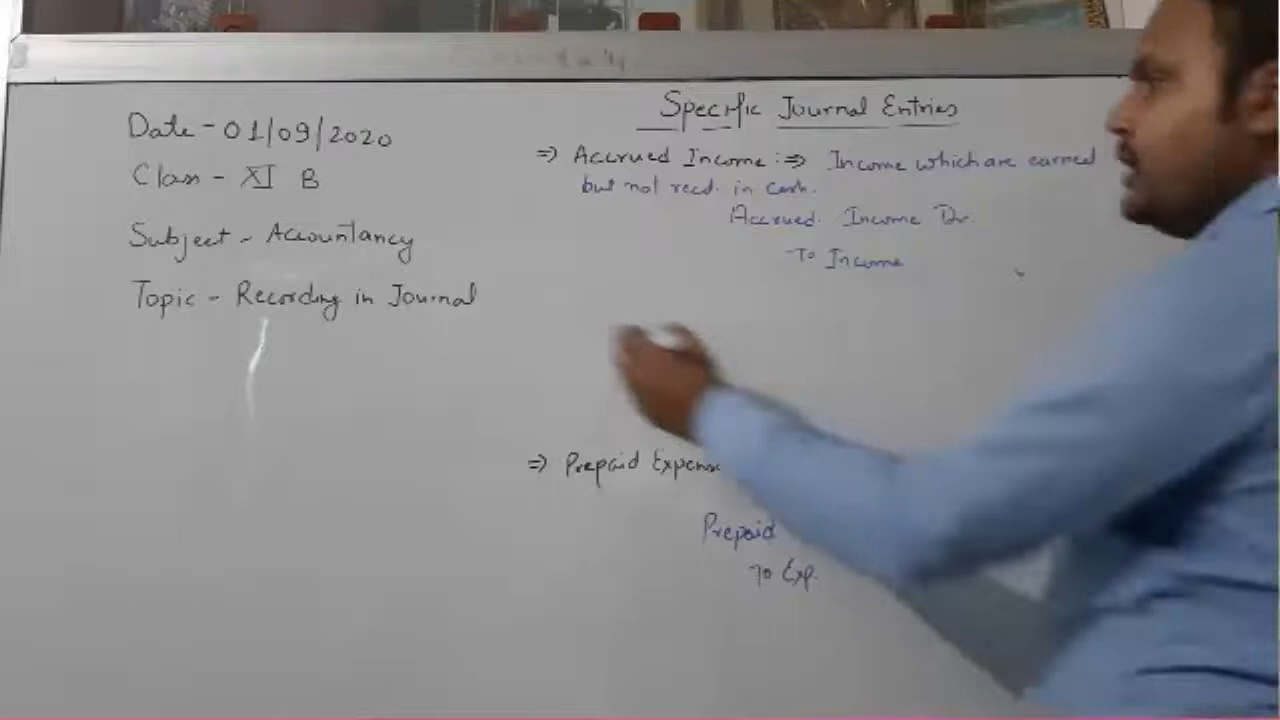 Date - 01/09/2020
Class - XI B
Subject - Accountancy
Topic - Recording in Journal
Specific Journal Entries
⇒ Accrued Income :⇒ Income which are earned
but not recd. in cash.
Accrued Income Dr.
To Income
⇒ Prepaid Expense
Prepaid
To Exp.